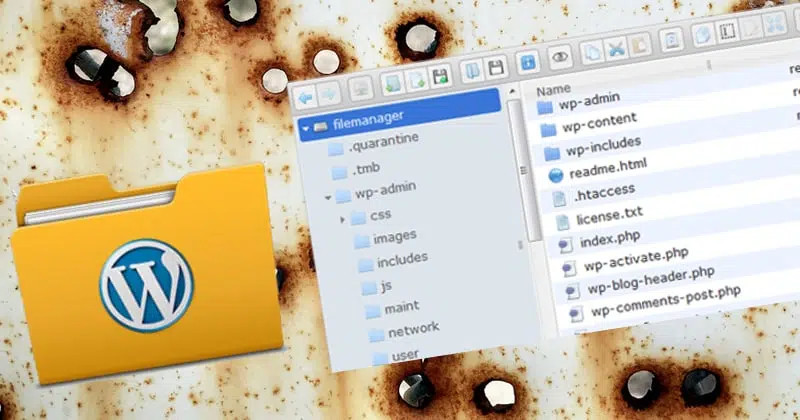 filemanager
.quarantine
.tmb
wp-admin
css
images
includes
js
maint
network
user
Name
wp-admin
wp-content
wp-includes
readme.html
.htaccess
license.txt
index.php
wp-activate.php
wp-blog-header.php
wp-comments-post.php
re
W